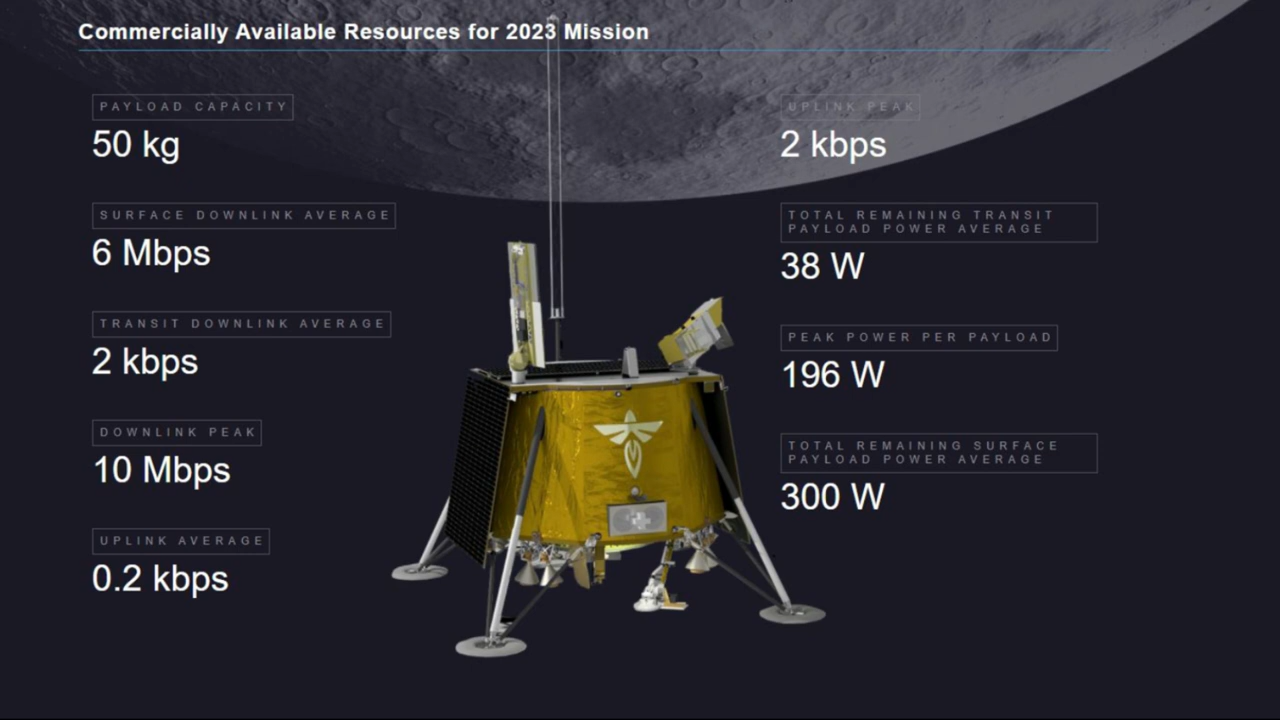 Commercially Available Resources for 2023 Mission
PAYLOAD CAPACITY
50 kg
SURFACE DOWNLINK AVERAGE
6 Mbps
TRANSIT DOWNLINK AVERAGE
2 kbps
DOWNLINK PEAK
10 Mbps
UPLINK AVERAGE
0.2 kbps
UPLINK PEAK
2 kbps
TOTAL REMAINING TRANSIT
PAYLOAD POWER AVERAGE
38 W
PEAK POWER PER PAYLOAD
196 W
TOTAL REMAINING SURFACE
PAYLOAD POWER AVERAGE
300 W